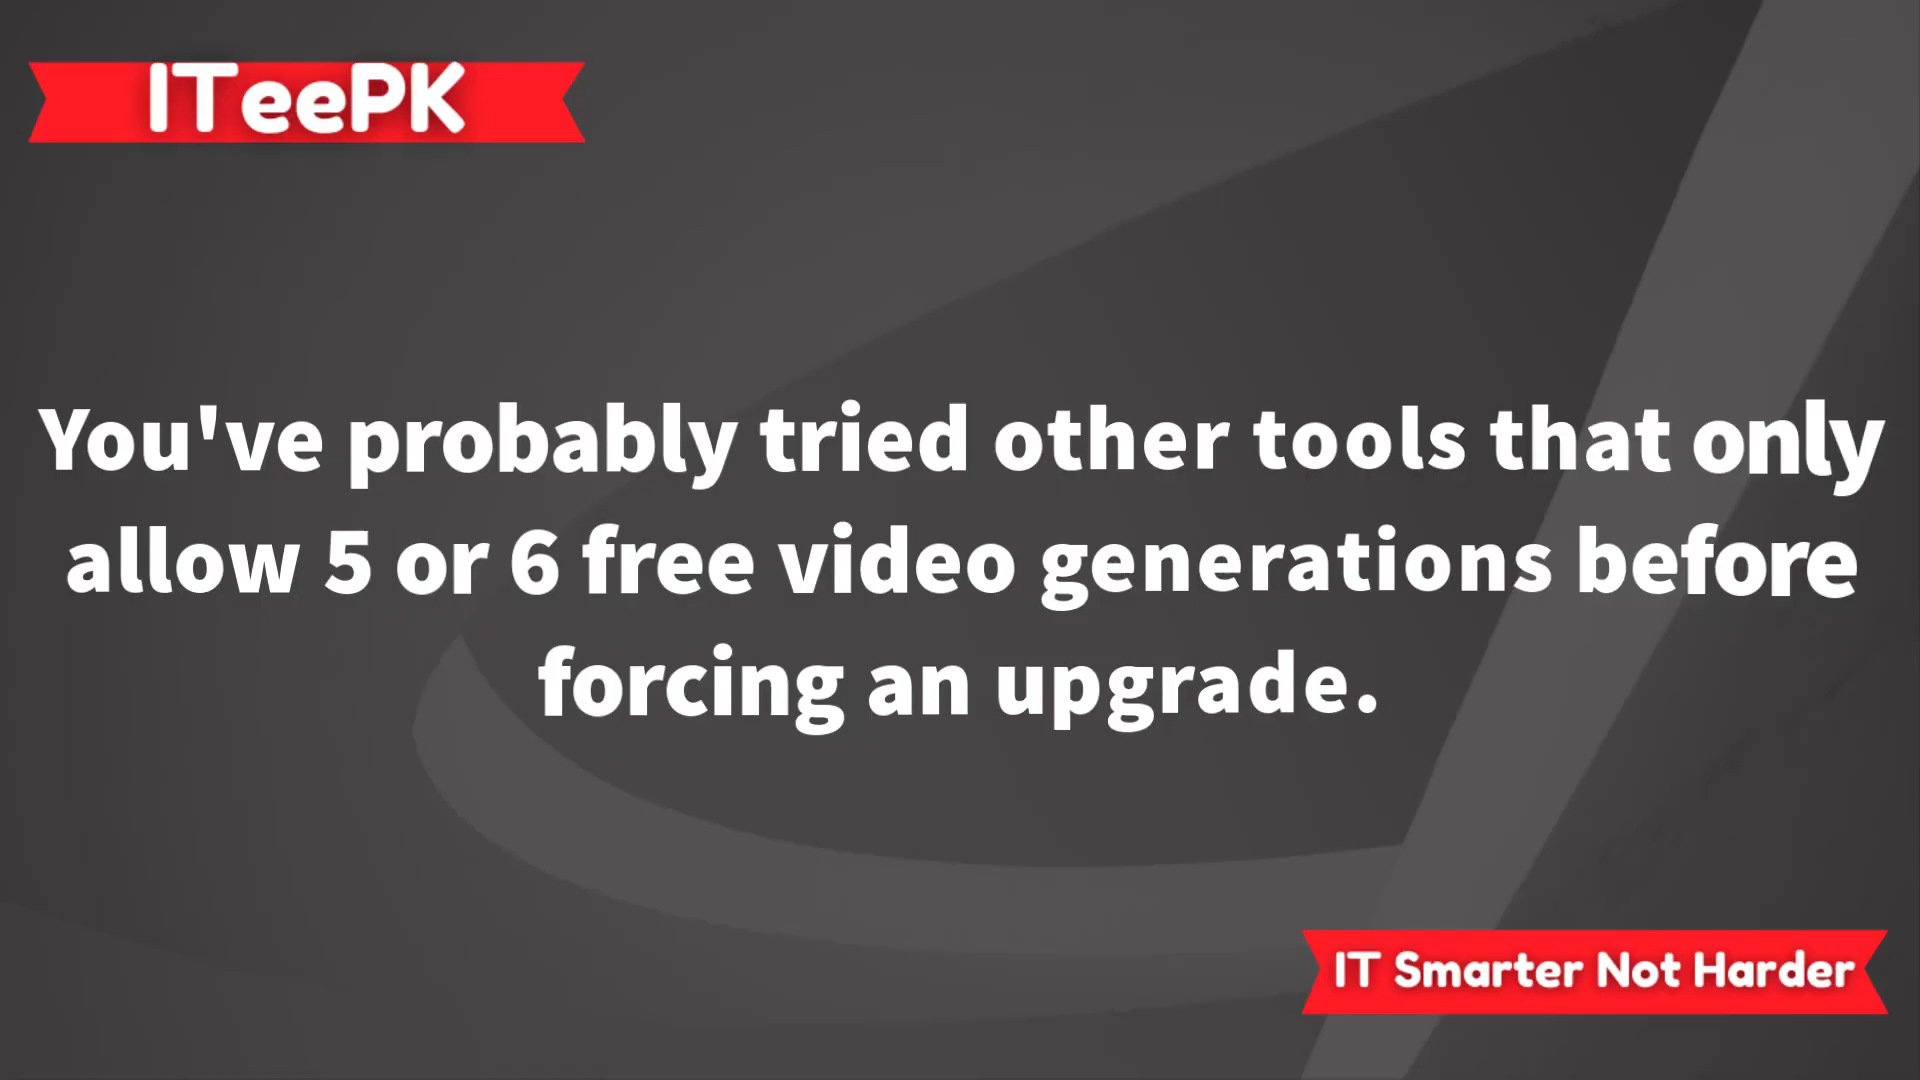 ITeePK
You've probably tried other tools that only
allow 5 or 6 free video generations before
forcing an upgrade.
IT Smarter Not Harder